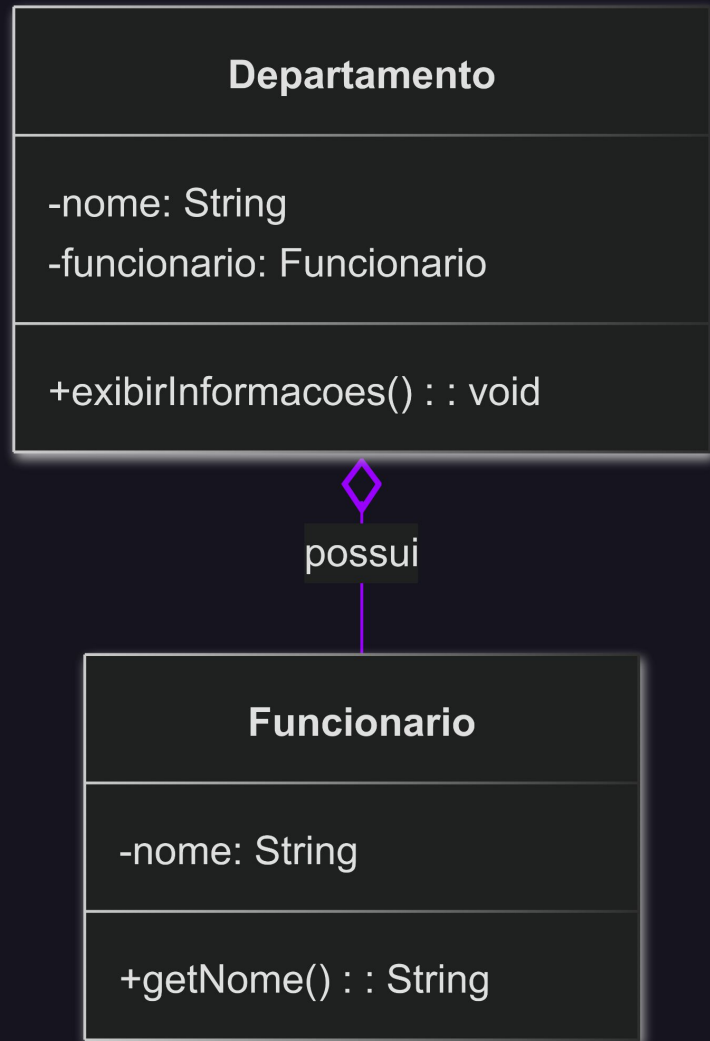 Departamento
-nome: String
-funcionario: Funcionario
+exibirInformacoes() : : void
possui
Funcionario
-nome: String
+getNome() : : String